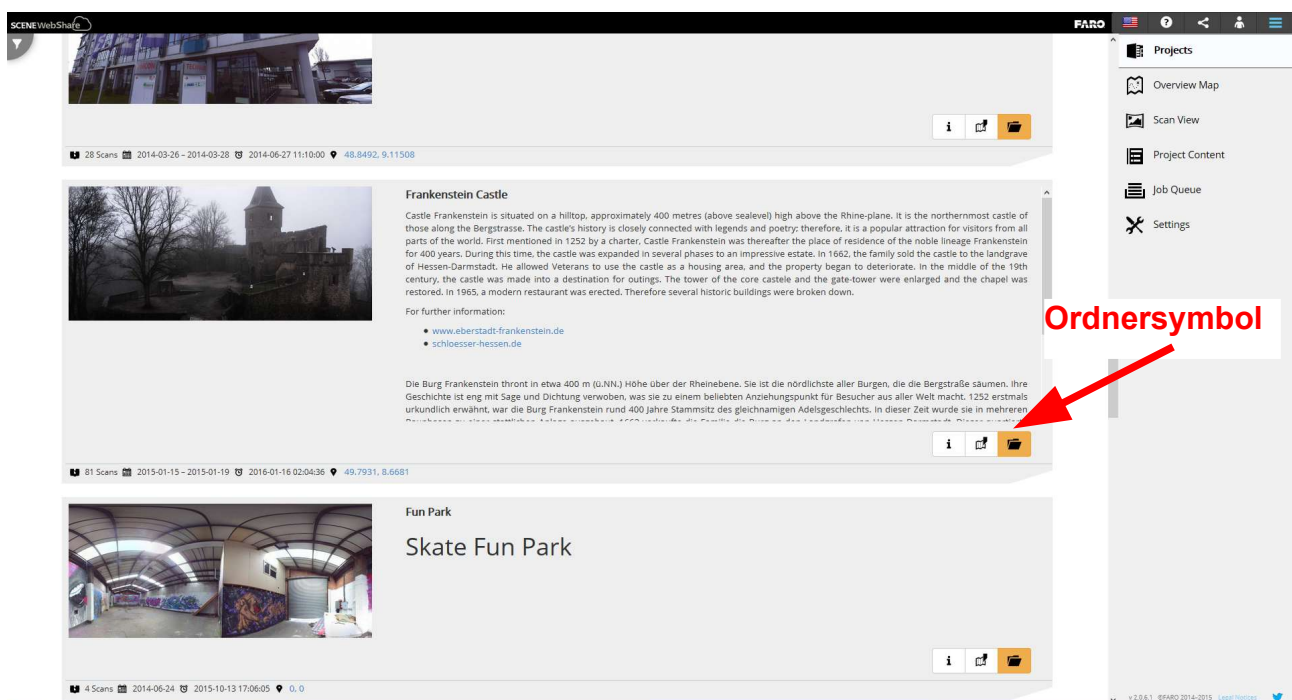 SCENE WebShare
FARO
Projects
Overview Map
Scan View
Project Content
Job Queue
Settings
28 Scans 2014-03-26 – 2014-03-28 2014-06-27 11:10:00 48.8492, 9.11508
Frankenstein Castle
Castle Frankenstein is situated on a hilltop, approximately 400 metres (above sealevel) high above the Rhine-plane. It is the northernmost castle of
those along the Bergstrasse. The castle's history is closely connected with legends and poetry; therefore, it is a popular attraction for visitors from all
parts of the world. First mentioned in 1252 by a charter, Castle Frankenstein was thereafter the place of residence of the noble lineage Frankenstein
for 400 years. During this time, the castle was expanded in several phases to an impressive estate. In 1662, the family sold the castle to the landgrave
of Hessen-Darmstadt. He allowed Veterans to use the castle as a housing area, and the property began to deteriorate. In the middle of the 19th
century, the castle was made into a destination for outings. The tower of the core castele and the gate-tower were enlarged and the chapel was
restored. In 1965, a modern restaurant was erected. Therefore several historic buildings were broken down.
For further information:
www.eberstadt-frankenstein.de
schloesser-hessen.de
Ordnersymbol
Die Burg Frankenstein thront in etwa 400 m (ü.NN.) Höhe über der Rheinebene. Sie ist die nördlichste aller Burgen, die die Bergstraße säumen. Ihre
Geschichte ist eng mit Sage und Dichtung verwoben, was sie zu einem beliebten Anziehungspunkt für Besucher aus aller Welt macht. 1252 erstmals
urkundlich erwähnt, war die Burg Frankenstein rund 400 Jahre Stammsitz des gleichnamigen Adelsgeschlechts. In dieser Zeit wurde sie in mehreren
81 Scans 2015-01-15 – 2015-01-19 2016-01-16 02:04:36 49.7931, 8.6681
Fun Park
Skate Fun Park
4 Scans 2014-06-24 2015-10-13 17:06:05 0, 0
v 2.0.6.1 ©FARO 2014–2015 Legal Notices